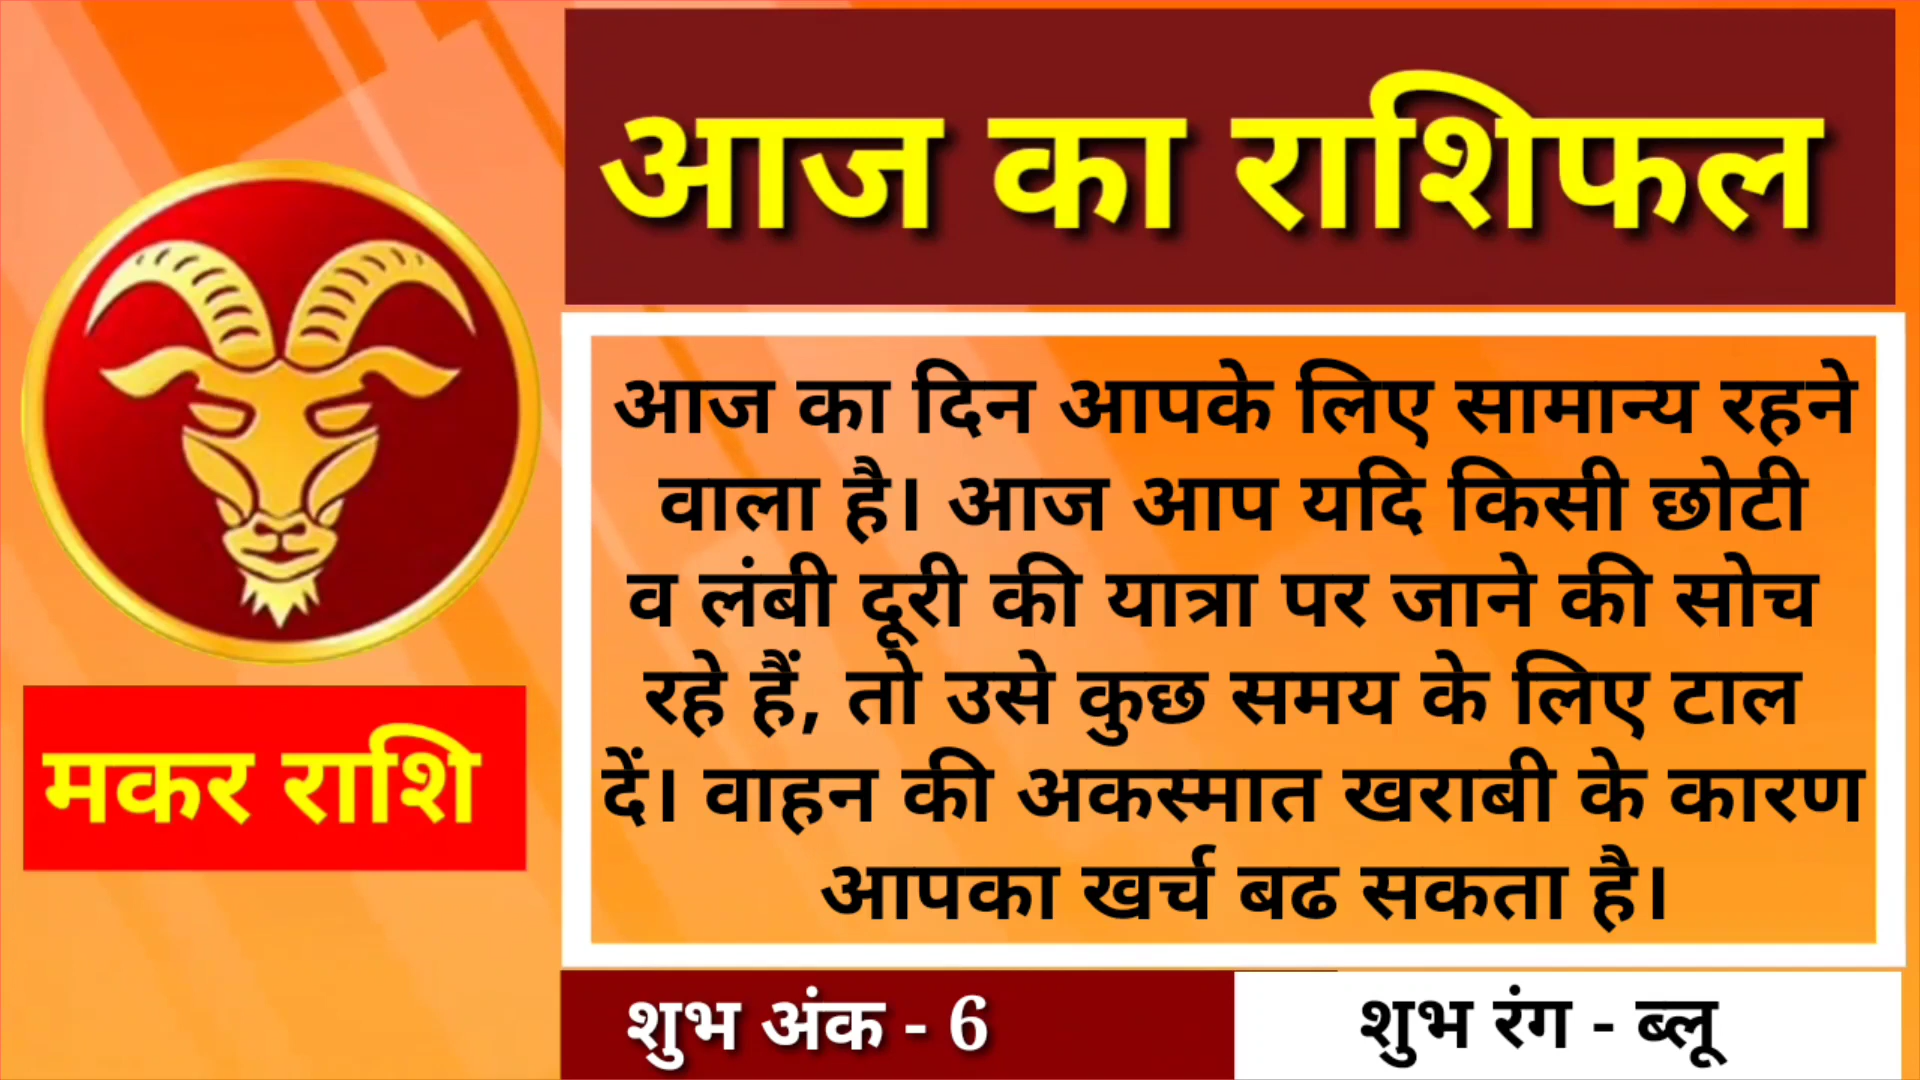 आज का राशिफल
मकर राशि
आज का दिन आपके लिए सामान्य रहने
वाला है। आज आप यदि किसी छोटी
व लंबी दूरी की यात्रा पर जाने की सोच
रहे हैं, तो उसे कुछ समय के लिए टाल
दें। वाहन की अकस्मात खराबी के कारण
आपका खर्च बढ सकता है।
शुभ अंक - 6
शुभ रंग - ब्लू